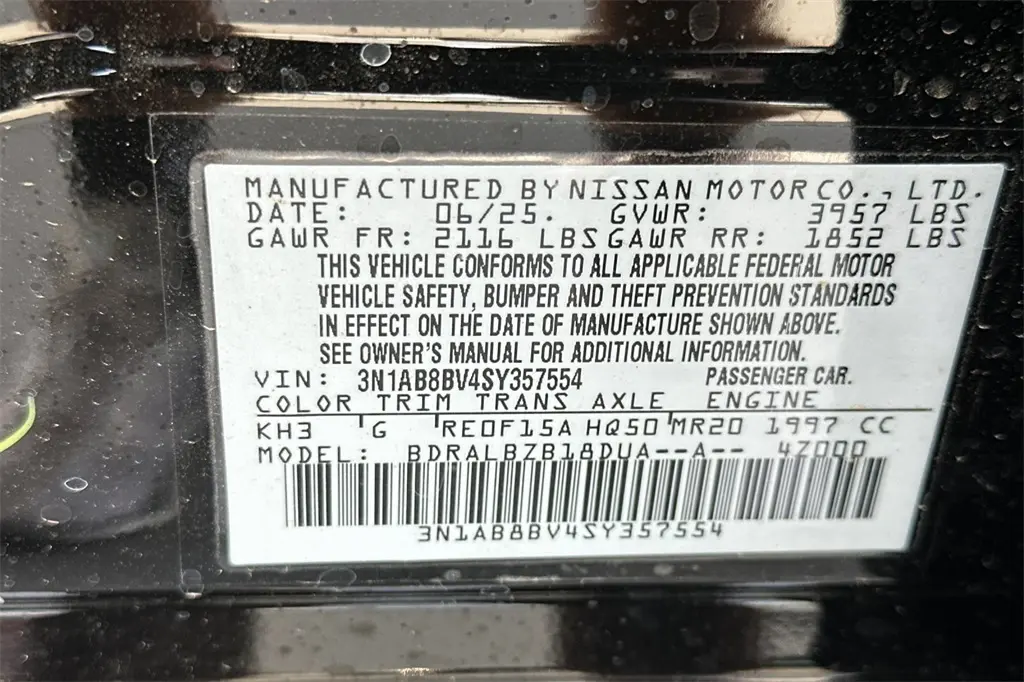 MANUFACTURED BY NISSAN MOTOR CO., LTD.
DATE: 06/25. GVWR: 3957 LBS
GAWR FR: 2116 LBS GAWR RR: 1852 LBS
THIS VEHICLE CONFORMS TO ALL APPLICABLE FEDERAL MOTOR
VEHICLE SAFETY, BUMPER AND THEFT PREVENTION STANDARDS
IN EFFECT ON THE DATE OF MANUFACTURE SHOWN ABOVE.
SEE OWNER'S MANUAL FOR ADDITIONAL INFORMATION.
VIN: 3N1AB8BV4SY357554 PASSENGER CAR.
COLOR TRIM TRANS AXLE ENGINE
KH3 G RE0F15A HQ50 MR20 1997 CC
MODEL: BDRALBZB18DUA--A-- 4Z000
3N1AB8BV4SY357554